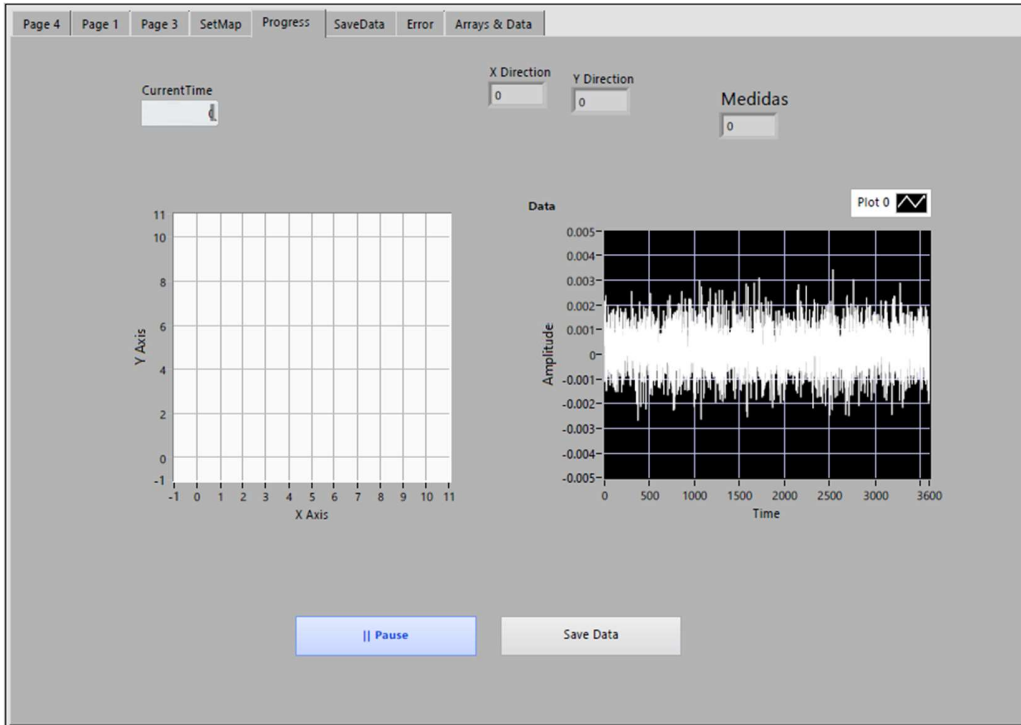 Page 4 Page 1 Page 3 SetMap Progress SaveData Error Arrays & Data
CurrentTime
X Direction
0
Y Direction
0
Medidas
0
Y Axis
11
10
8
6
4
2
0
-1
-1 0 1 2 3 4 5 6 7 8 9 10 11
X Axis
Data
Plot 0
Amplitude
0.005
0.004
0.003
0.002
0.001
0
-0.001
-0.002
-0.003
-0.004
-0.005
0 500 1000 1500 2000 2500 3000 3600
Time
|| Pause
Save Data